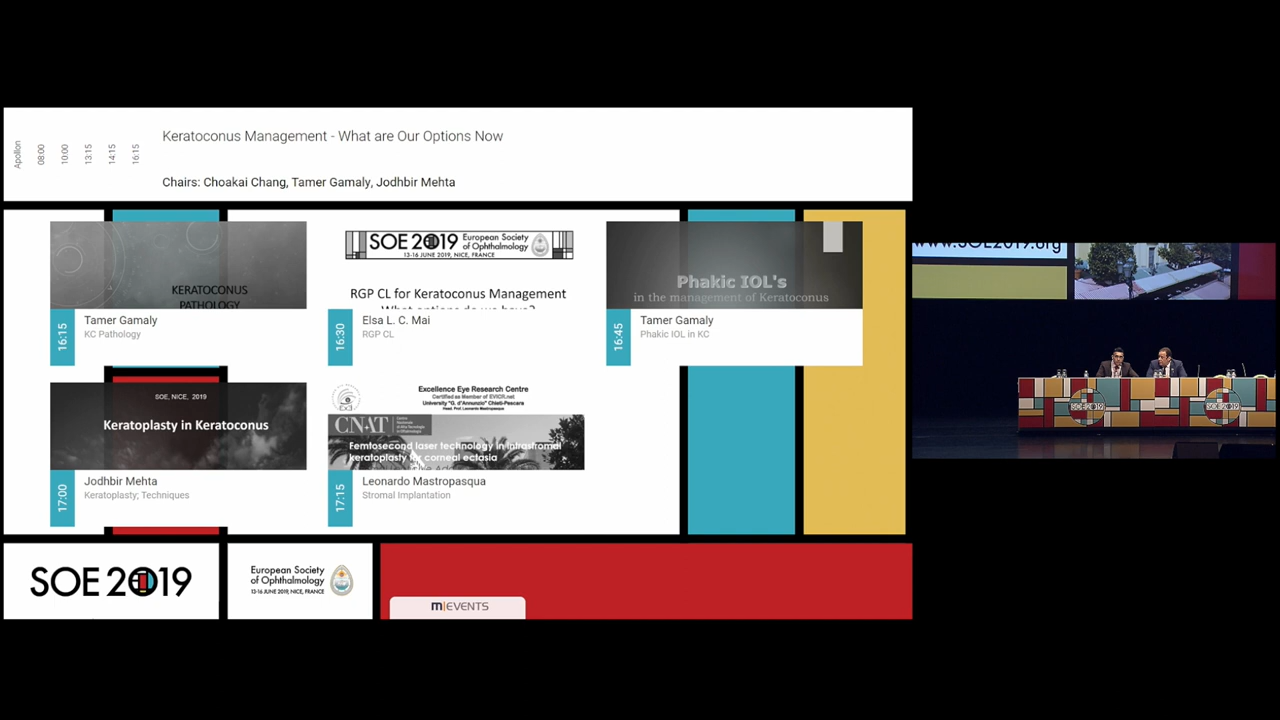 Apollon
08:00
10:00
13:15
14:15
16:15
Keratoconus Management - What are Our Options Now
Chairs: Choakai Chang, Tamer Gamaly, Jodhbir Mehta
KERATOCONUS
PATHOLOGY
16:15
Tamer Gamaly
KC Pathology
SOE 2019 European Society
of Ophthalmology
13-16 JUNE 2019, NICE, FRANCE
RGP CL for Keratoconus Management
What options do we have?
16:30
Elsa L. C. Mai
RGP CL
Phakic IOL's
in the management of Keratoconus
16:45
Tamer Gamaly
Phakic IOL in KC
SOE, NICE, 2019
Keratoplasty in Keratoconus
17:00
Jodhbir Mehta
Keratoplasty; Techniques
Excellence Eye Research Centre
Certified as Member of EVICR.net
University "G. d'Annunzio" Chieti-Pescara
Head. Prof. Leonardo Mastropasqua
CNAT
Femtosecond laser technology in intrastromal
keratoplasty for corneal ectasia
17:15
Leonardo Mastropasqua
Stromal Implantation
SOE 2019
European Society
of Ophthalmology
13-16 JUNE 2019, NICE, FRANCE
m|EVENTS
www.SOE2019.org
SOE2019
SOE2019